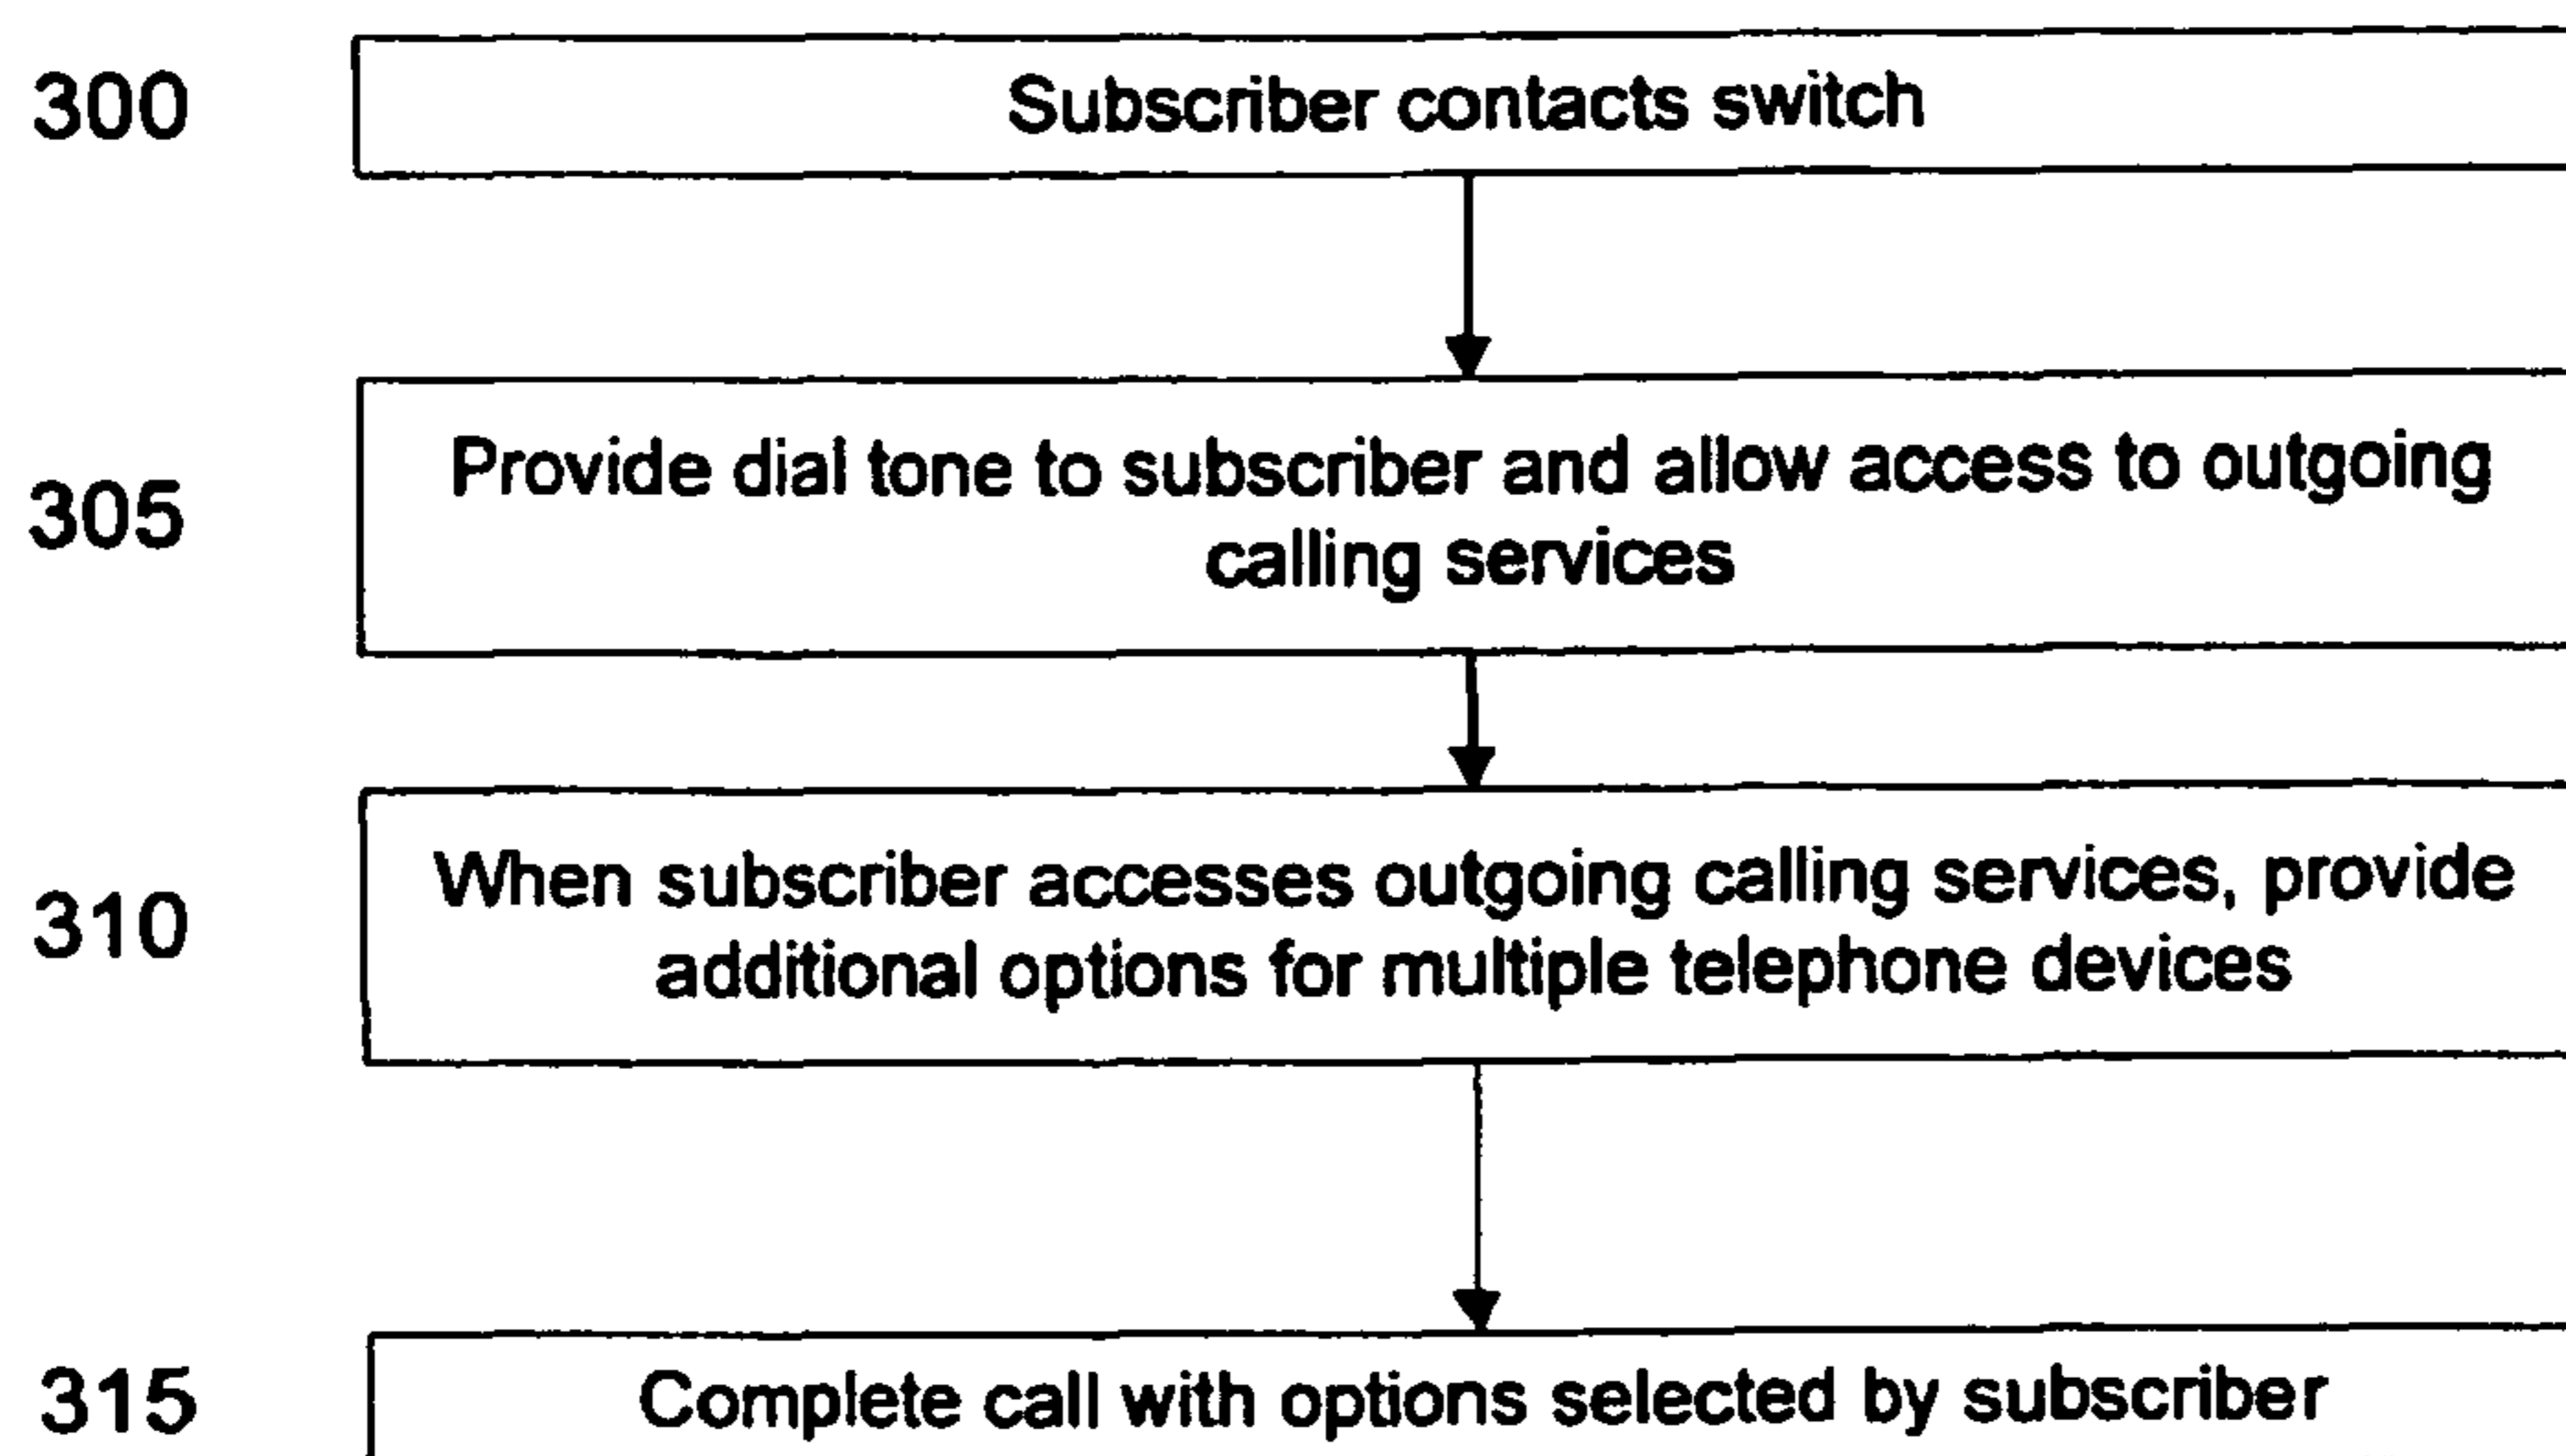 300
Subscriber contacts switch
305
Provide dial tone to subscriber and allow access to outgoing
calling services
310
When subscriber accesses outgoing calling services, provide
additional options for multiple telephone devices
315
Complete call with options selected by subscriber